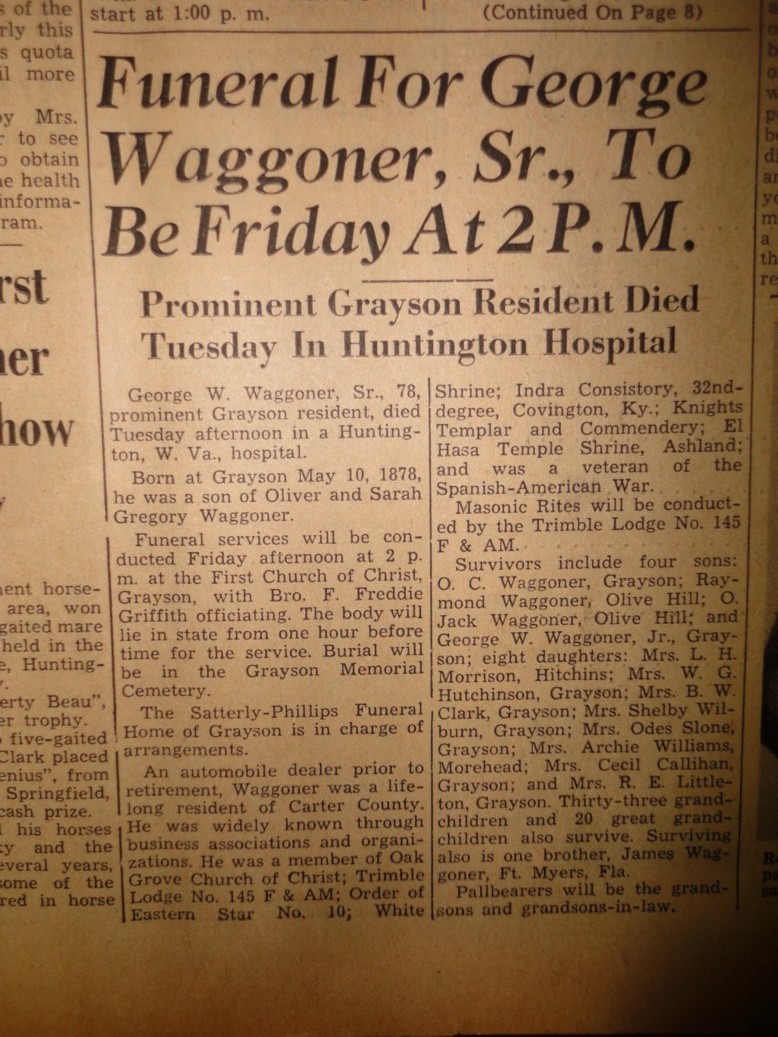 s of the
rly this
s quota
il more
y Mrs.
r to see
o obtain
e health
informa-
ram.
rst
er
how
y
ent horse-
area, won
gaited mare
held in the
e, Hunting-
y.
erty Beau",
er trophy.
five-gaited
Clark placed
enius", from
Springfield,
cash prize.
his horses
y and the
everal years,
some of the
red in horse
start at 1:00 p. m.
(Continued On Page 8)
Funeral For George
Waggoner, Sr., To
Be Friday At 2 P. M.
Prominent Grayson Resident Died
Tuesday In Huntington Hospital
George W. Waggoner, Sr., 78,
prominent Grayson resident, died
Tuesday afternoon in a Hunting-
ton, W. Va., hospital.
Born at Grayson May 10, 1878,
he was a son of Oliver and Sarah
Gregory Waggoner.
Funeral services will be con-
ducted Friday afternoon at 2 p.
m. at the First Church of Christ,
Grayson, with Bro. F. Freddie
Griffith officiating. The body will
lie in state from one hour before
time for the service. Burial will
be in the Grayson Memorial
Cemetery.
The Satterly-Phillips Funeral
Home of Grayson is in charge of
arrangements.
An automobile dealer prior to
retirement, Waggoner was a life-
long resident of Carter County.
He was widely known through
business associations and organi-
zations. He was a member of Oak
Grove Church of Christ; Trimble
Lodge No. 145 F & AM; Order of
Eastern Star No. 10; White
Shrine; Indra Consistory, 32nd-
degree, Covington, Ky.; Knights
Templar and Commendery; El
Hasa Temple Shrine, Ashland;
and was a veteran of the
Spanish-American War.
Masonic Rites will be conduct-
ed by the Trimble Lodge No. 145
F & AM.
Survivors include four sons:
O. C. Waggoner, Grayson; Ray-
mond Waggoner, Olive Hill; O.
Jack Waggoner, Olive Hill; and
George W. Waggoner, Jr., Gray-
son; eight daughters: Mrs. L. H.
Morrison, Hitchins; Mrs. W. G.
Hutchinson, Grayson; Mrs. B. W.
Clark, Grayson; Mrs. Shelby Wil-
burn, Grayson; Mrs. Odes Slone,
Grayson; Mrs. Archie Williams,
Morehead; Mrs. Cecil Callihan,
Grayson; and Mrs. R. E. Little-
ton, Grayson. Thirty-three grand-
children and 20 great grand-
children also survive. Surviving
also is one brother, James Wag-
goner, Ft. Myers, Fla.
Pallbearers will be the grand-
sons and grandsons-in-law.